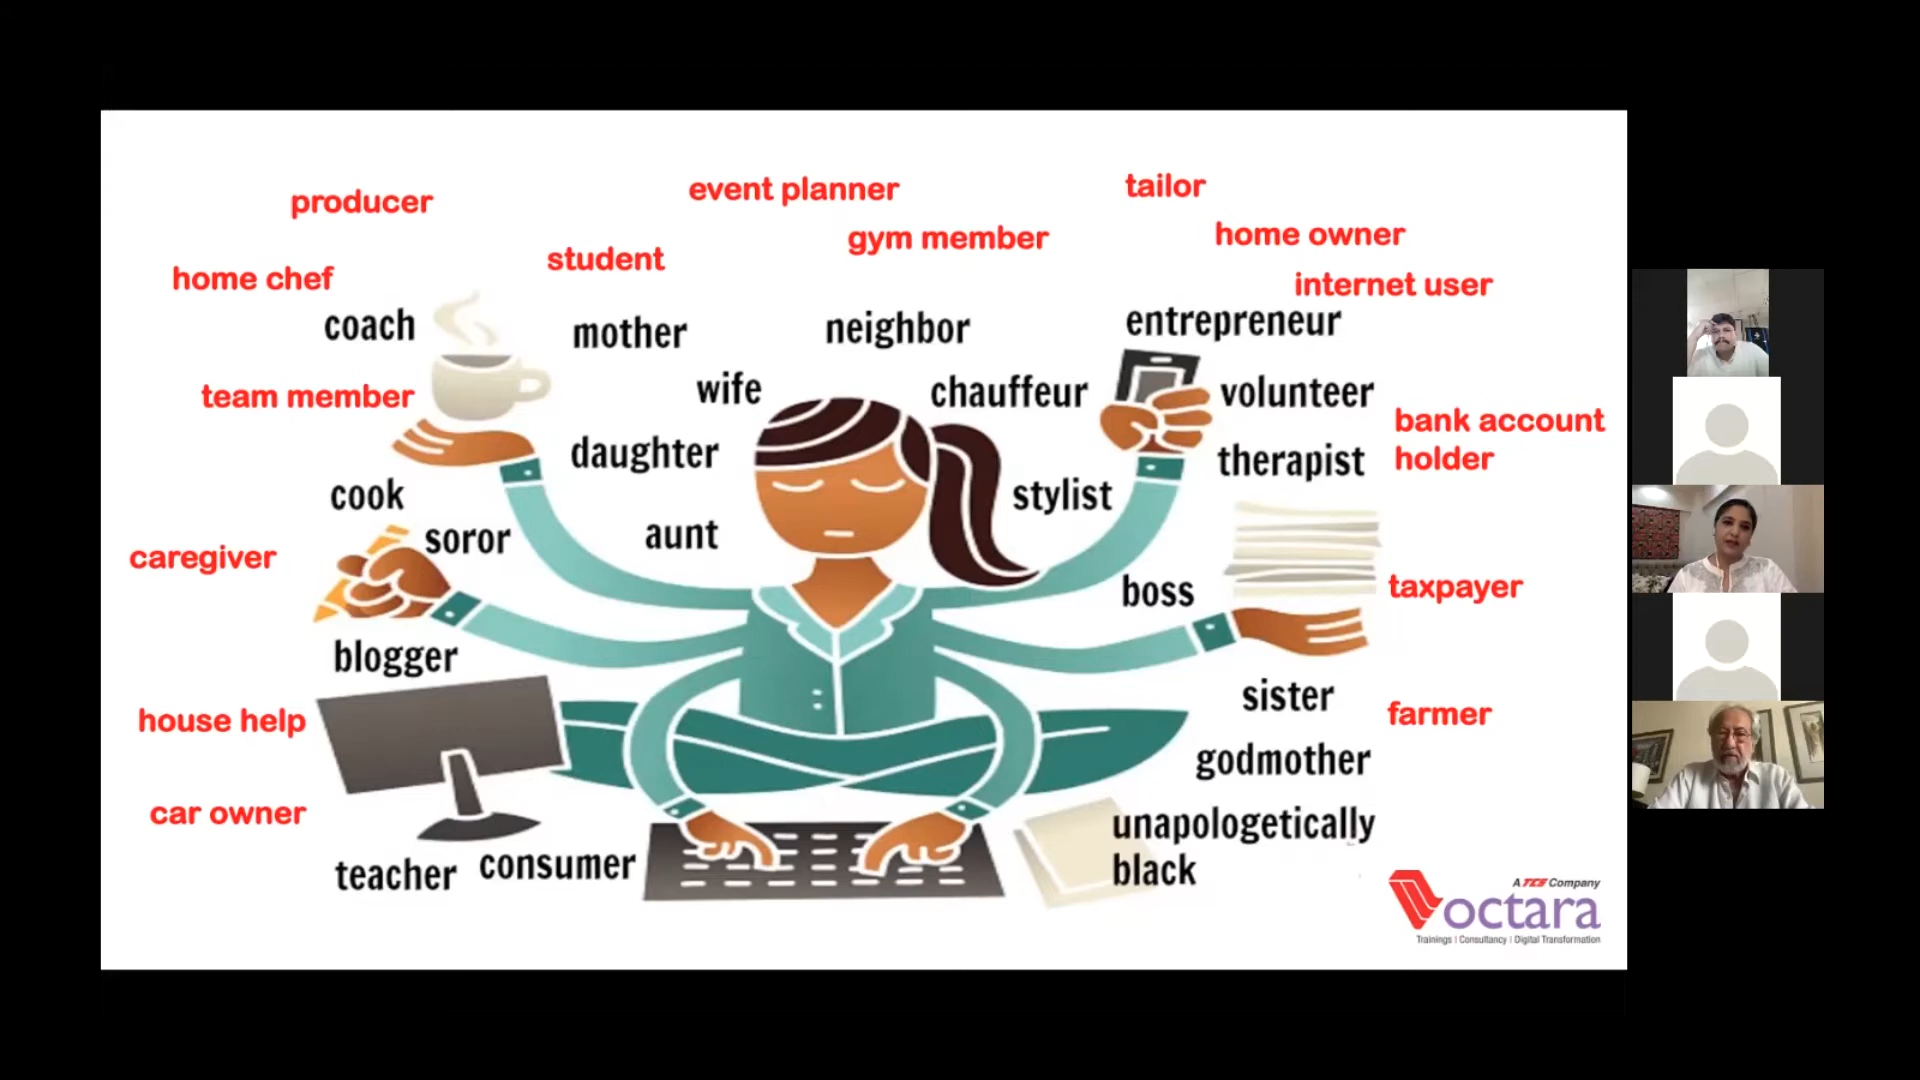 producer
event planner
tailor
gym member
home owner
student
home chef
internet user
coach
mother
neighbor
entrepreneur
team member
wife
chauffeur
volunteer
bank account
holder
daughter
therapist
cook
stylist
soror
aunt
caregiver
boss
taxpayer
blogger
sister
house help
farmer
godmother
car owner
unapologetically
black
teacher
consumer
A TCS Company
octara
Trainings | Consultancy | Digital Transformation